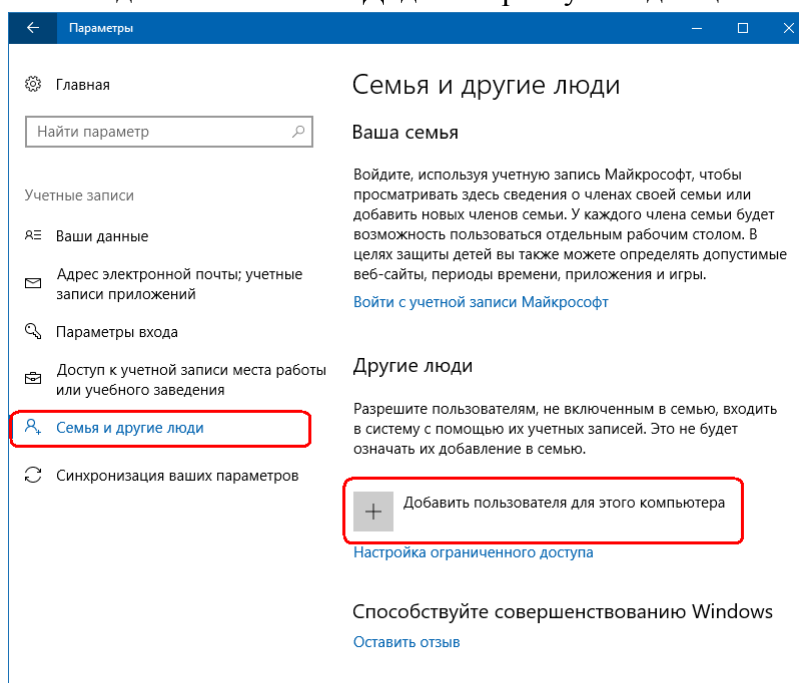 Параметры
Главная
Найти параметр
Учетные записи
Ваши данные
Адрес электронной почты; учетные
записи приложений
Параметры входа
Доступ к учетной записи места работы
или учебного заведения
Семья и другие люди
Синхронизация ваших параметров
Семья и другие люди
Ваша семья
Войдите, используя учетную запись Майкрософт, чтобы
просматривать здесь сведения о членах своей семьи или
добавить новых членов семьи. У каждого члена семьи будет
возможность пользоваться отдельным рабочим столом. В
целях защиты детей вы также можете определять допустимые
веб-сайты, периоды времени, приложения и игры.
Войти с учетной записи Майкрософт
Другие люди
Разрешите пользователям, не включенным в семью, входить
в систему с помощью их учетных записей. Это не будет
означать их добавление в семью.
Добавить пользователя для этого компьютера
Настройка ограниченного доступа
Способствуйте совершенствованию Windows
Оставить отзыв